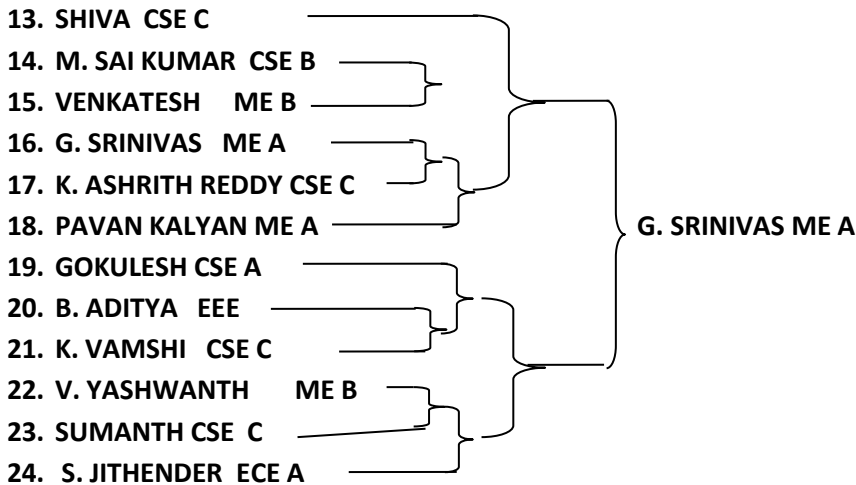 13. SHIVA CSE C
14. M. SAI KUMAR CSE B
15. VENKATESH ME B
16. G. SRINIVAS ME A
17. K. ASHRITH REDDY CSE C
18. PAVAN KALYAN ME A
G. SRINIVAS ME A
19. GOKULESH CSE A
20. B. ADITYA EEE
21. K. VAMSHI CSE C
22. V. YASHWANTH ME B
23. SUMANTH CSE C
24. S. JITHENDER ECE A